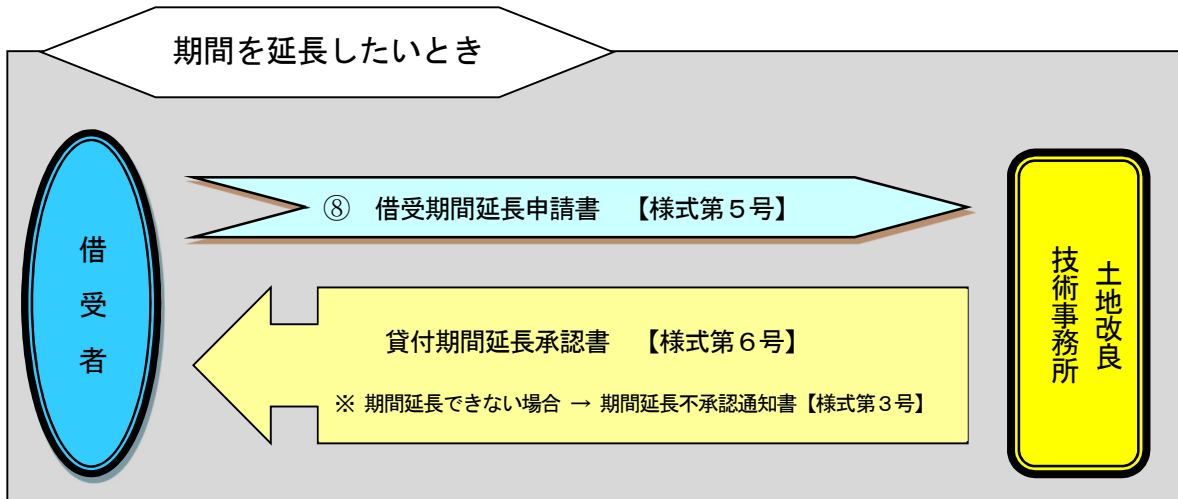 期間を延長したいとき
借受者
⑧　借受期間延長申請書　【様式第５号】
貸付期間延長承認書　【様式第６号】
※ 期間延長できない場合 → 期間延長不承認通知書【様式第３号】
土地改良
技術事務所